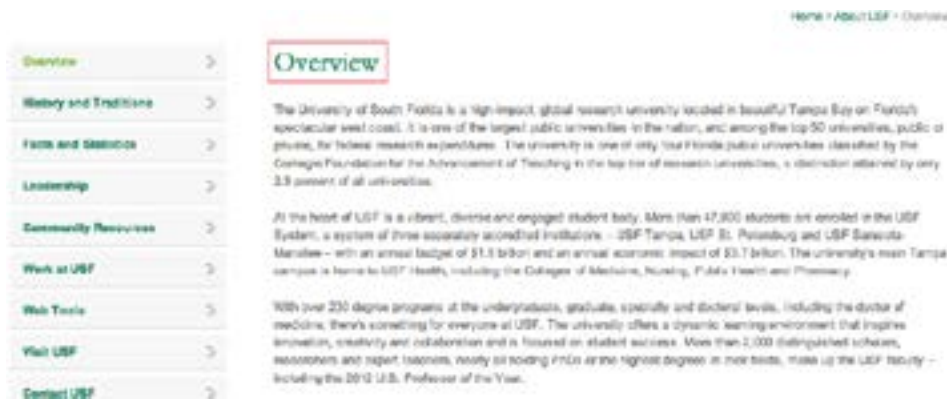 Home > About USF > Overview
Overview
History and Traditions
Facts and Statistics
Leadership
Community Resources
Work at USF
Web Tools
Visit USF
Contact USF
Overview
The University of South Florida is a high-impact, global research university located in beautiful Tampa Bay on Florida's
spectacular west coast. It is one of the largest public universities in the nation, and among the top 50 universities, public or
private, for federal research expenditures. The university is one of only four Florida public universities classified by the
Carnegie Foundation for the Advancement of Teaching in the top tier of research universities, a distinction attained by only
2.3 percent of all universities.
At the heart of USF is a vibrant, diverse and engaged student body. More than 47,000 students are enrolled in the USF
System, a system of three separately accredited institutions – USF Tampa, USF St. Petersburg and USF Sarasota-
Manatee – with an annual budget of $1.5 billion and an annual economic impact of $3.7 billion. The university's main Tampa
campus is home to USF Health, including the Colleges of Medicine, Nursing, Public Health and Pharmacy.
With over 230 degree programs at the undergraduate, graduate, specialty and doctoral levels, including the doctor of
medicine, there's something for everyone at USF. The university offers a dynamic learning environment that inspires
innovation, creativity and collaboration and is focused on student success. More than 2,000 distinguished scholars,
researchers and expert teachers, nearly all holding PhDs or the highest degrees in their fields, make up the USF faculty –
including the 2012 U.S. Professor of the Year.